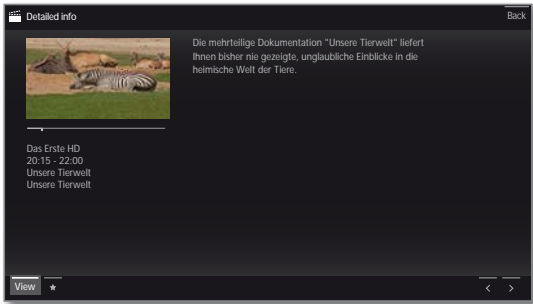 Detailed info
Back
Die mehrteilige Dokumentation "Unsere Tierwelt" liefert
Ihnen bisher nie gezeigte, unglaubliche Einblicke in die
heimische Welt der Tiere.
Das Erste HD
20:15 - 22:00
Unsere Tierwelt
Unsere Tierwelt
View